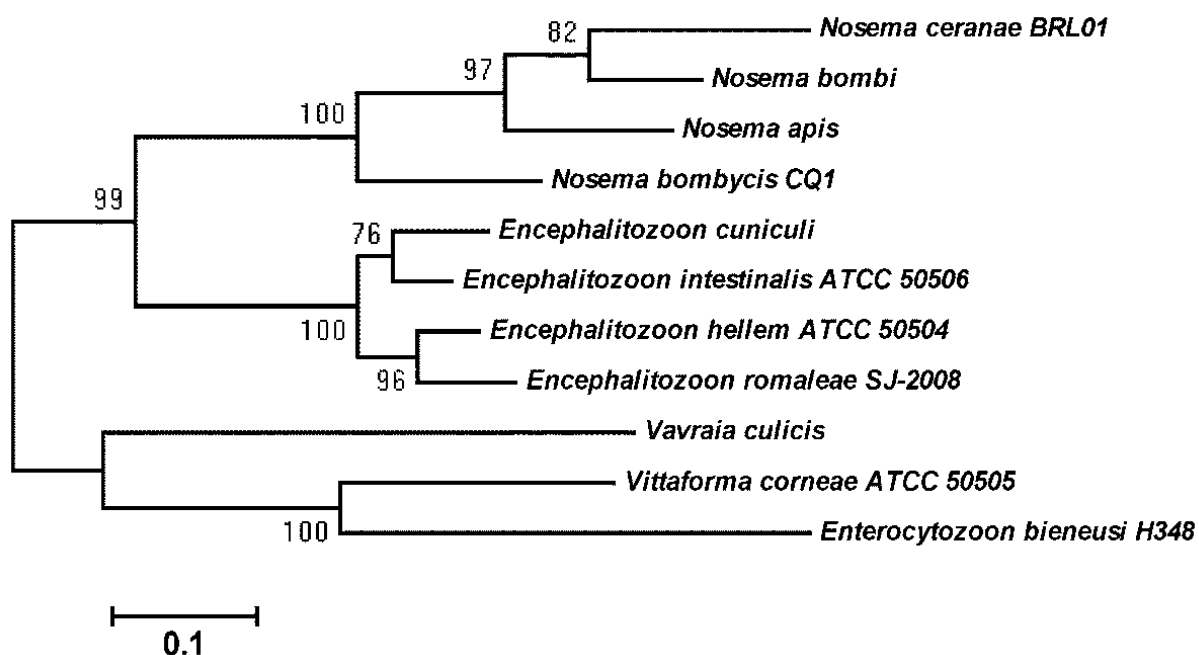 82
Nosema ceranae BRL01
97
Nosema bombi
100
Nosema apis
99
Nosema bombycis CQ1
76
Encephalitozoon cuniculi
Encephalitozoon intestinalis ATCC 50506
100
Encephalitozoon hellem ATCC 50504
96
Encephalitozoon romaleae SJ-2008
Vavraia culicis
Vittaforma corneae ATCC 50505
100
Enterocytozoon bieneusi H348
0.1